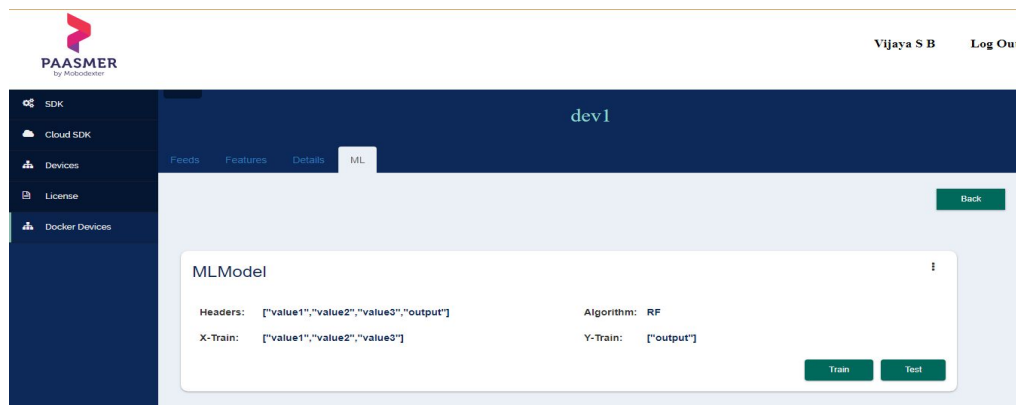 PAASMER
by Mobodexter
Vijaya S B Log Ou
SDK
Cloud SDK
Devices
License
Docker Devices
dev1
Feeds Features Details ML
Back
MLModel
Headers: ["value1","value2","value3","output"] Algorithm: RF
X-Train: ["value1","value2","value3"] Y-Train: ["output"]
Train Test